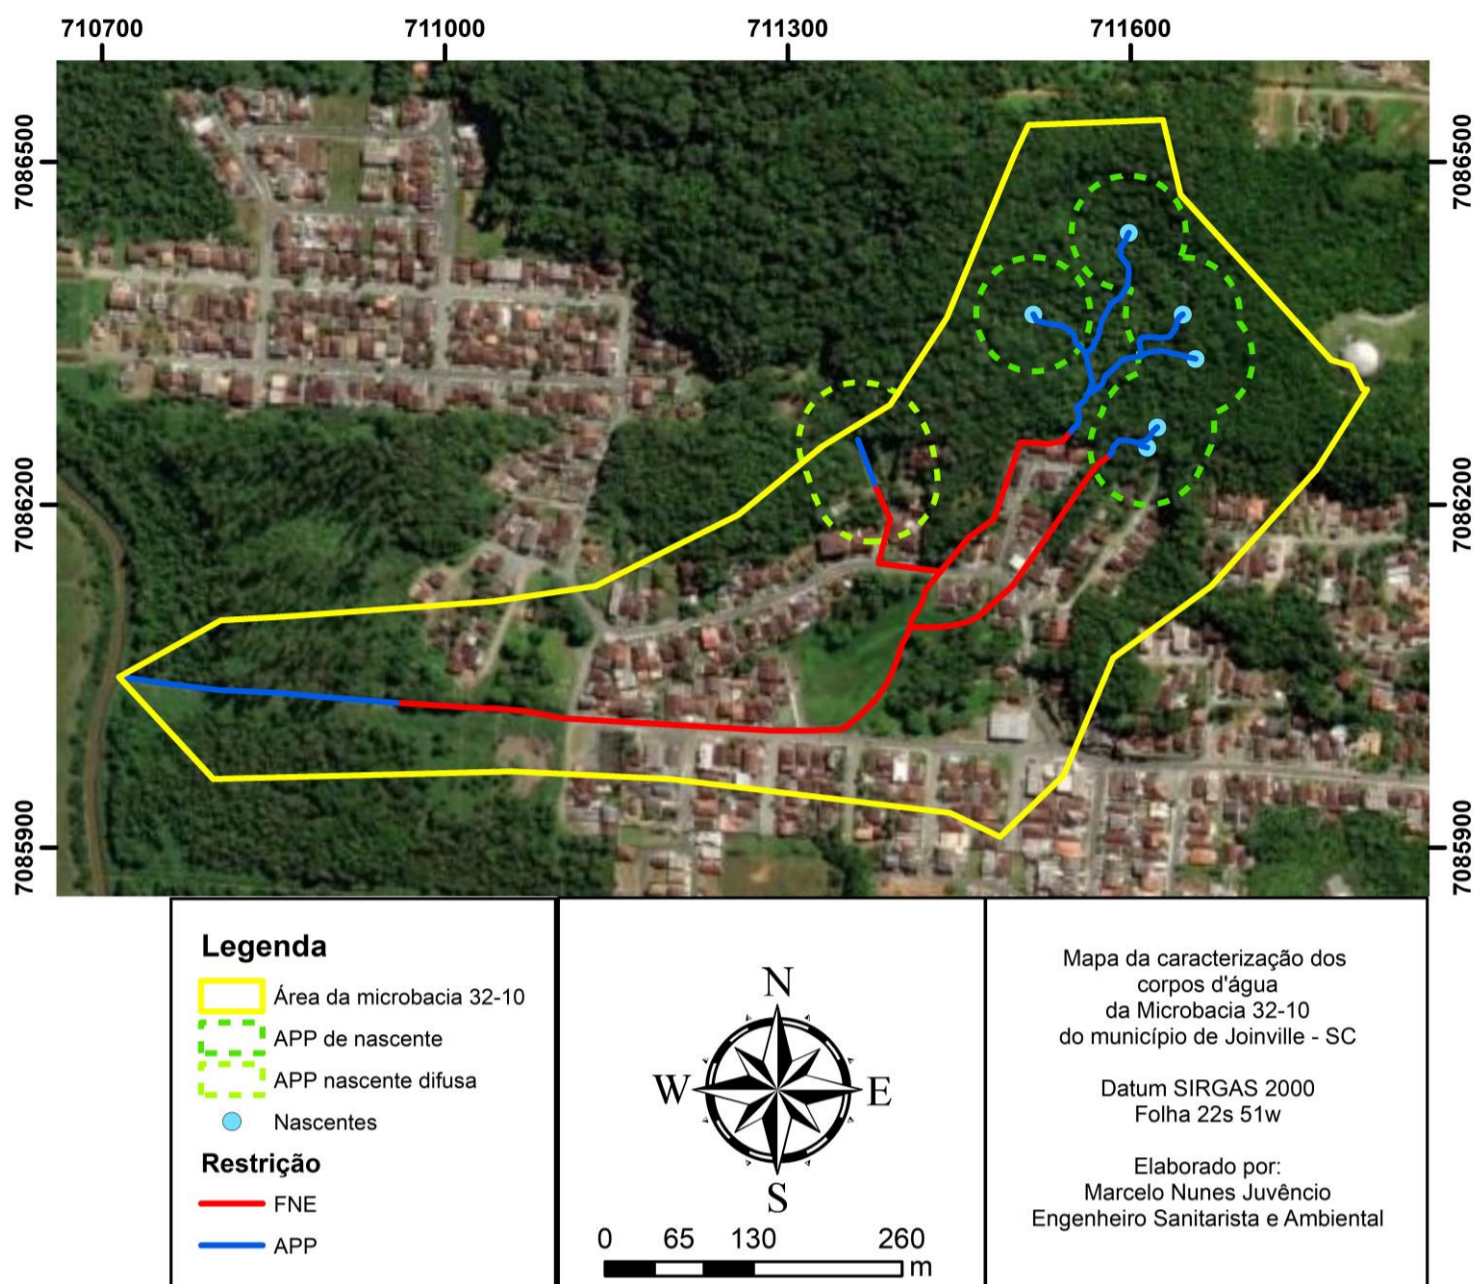 710700 711000 711300 711600
7086500 7086500
7086200 7086200
7085900 7085900
Legenda
Área da microbacia 32-10
APP de nascente
APP nascente difusa
Nascentes
Restrição
FNE
APP
N
W E
S
0 65 130 260
m
Mapa da caracterização dos
corpos d'água
da Microbacia 32-10
do município de Joinville - SC
Datum SIRGAS 2000
Folha 22s 51w
Elaborado por:
Marcelo Nunes Juvêncio
Engenheiro Sanitarista e Ambiental